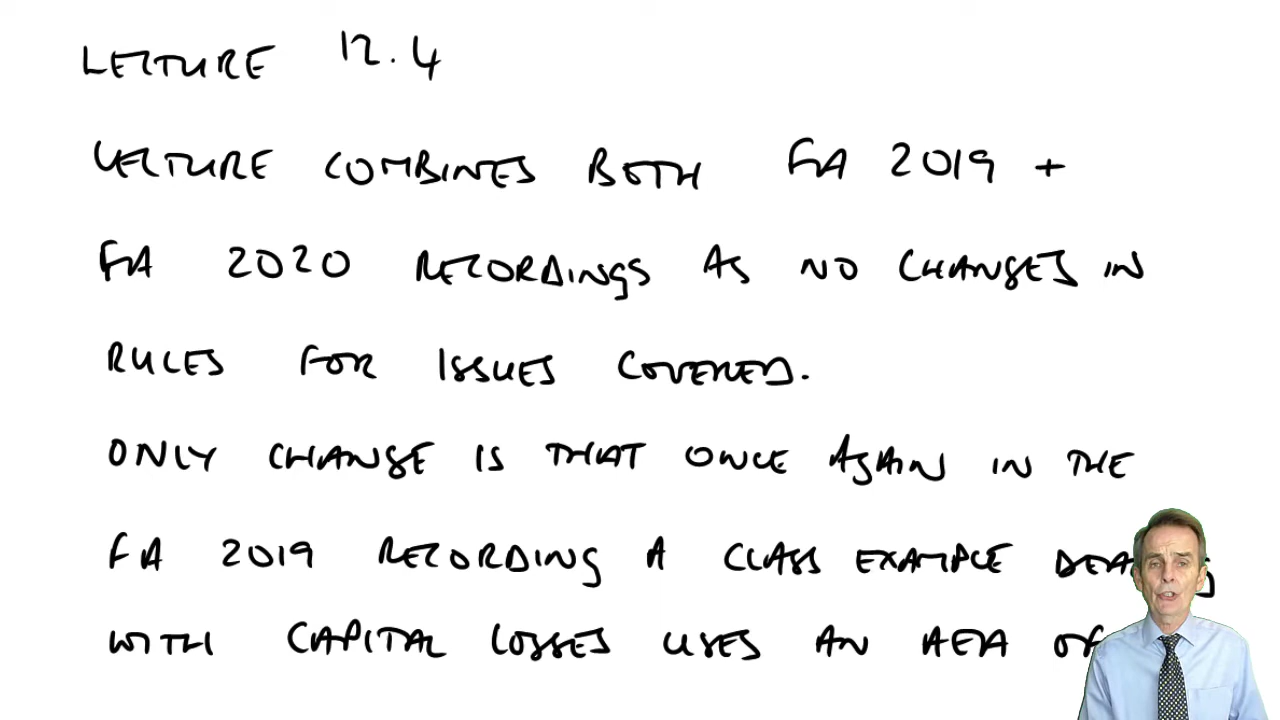 LECTURE 12.4
LECTURE COMBINES BOTH FA 2019 +
FA 2020 RECORDINGS AS NO CHANGES IN
RULES FOR ISSUES COVERED.
ONLY CHANGE IS THAT ONCE AGAIN IN THE
FA 2019 RECORDING A CLASS EXAMPLE
WITH CAPITAL LOSSES USES AN AEA OF